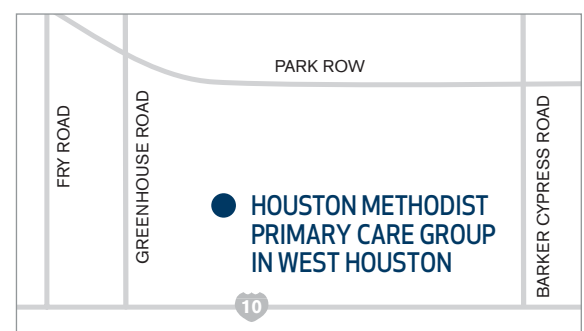 PARK ROW
FRY ROAD
GREENHOUSE ROAD
BARKER CYPRESS ROAD
HOUSTON METHODIST
PRIMARY CARE GROUP
IN WEST HOUSTON
10